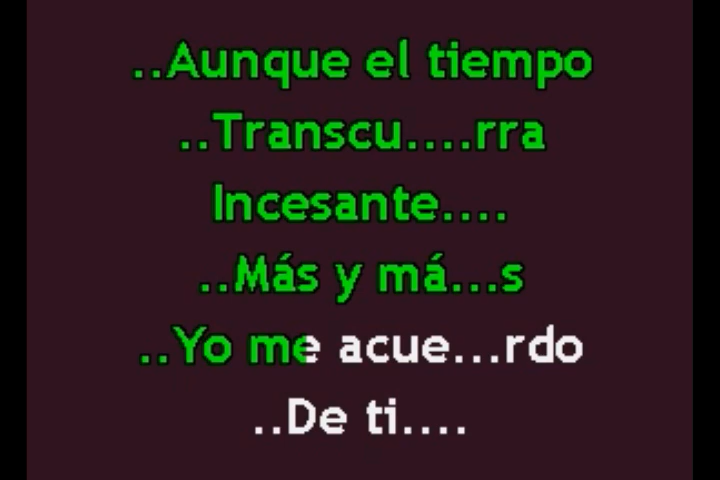 ..Aunque el tiempo
..Transcu....rra
Incesante....
..Más y má...s
..Yo me acue...rdo
..De ti....